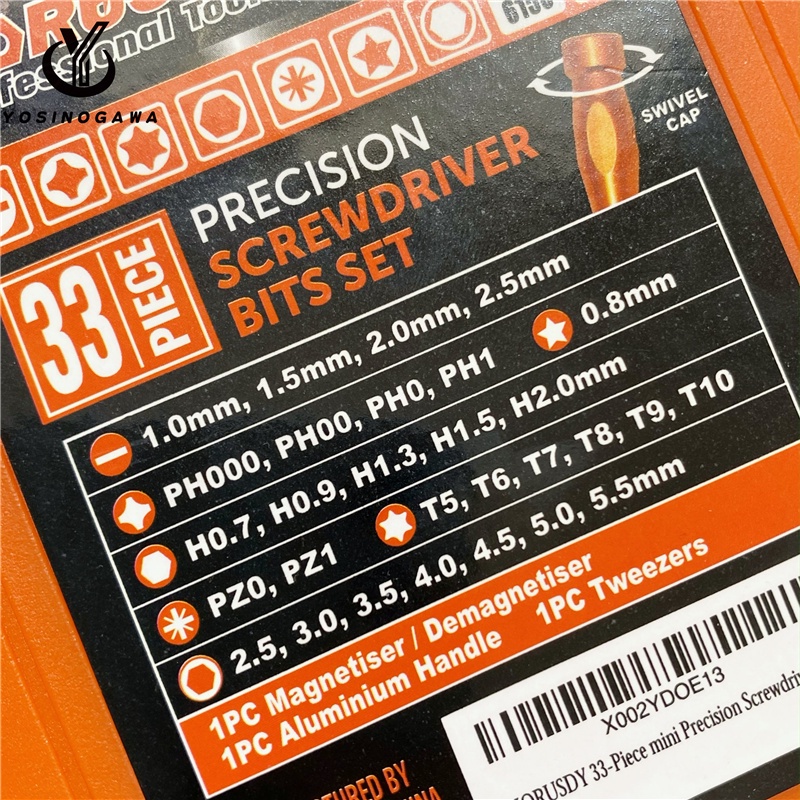 Professional Tool
YOSINOGAWA
SWIVEL
CAP
33 PIECE
PRECISION
SCREWDRIVER
BITS SET
1.0mm, 1.5mm, 2.0mm, 2.5mm
PH000, PH00, PH0, PH1 0.8mm
H0.7, H0.9, H1.3, H1.5, H2.0mm
PZ0, PZ1 T5, T6, T7, T8, T9, T10
2.5, 3.0, 3.5, 4.0, 4.5, 5.0, 5.5mm
1PC Magnetiser / Demagnetiser
1PC Aluminium Handle 1PC Tweezers
X002YDOE13
HORUSDY 33-Piece mini Precision Screwdri